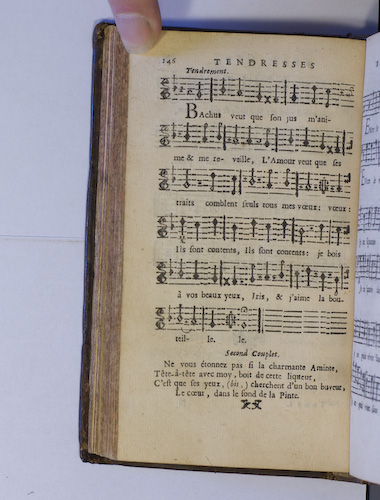 146 TENDRESSES
Tendrement.
BAchus veut que son jus m'ani-
me & me re- vaille, L'Amour veut que ses
traits comblent seuls tous mes vœux: vœux:
Ils sont contents, Ils sont contents: je bois
à vos beaux yeux, Iris, & j'aime la bou-
teil- le. le.
Second Couplet.
Ne vous étonnez pas si la charmante Aminte,
Tête-à-tête avec moy, boit de cette liqueur,
C'est que ses yeux, (bis,) cherchent d'un bon buveur,
Le cœur, dans le fond de la Pinte.